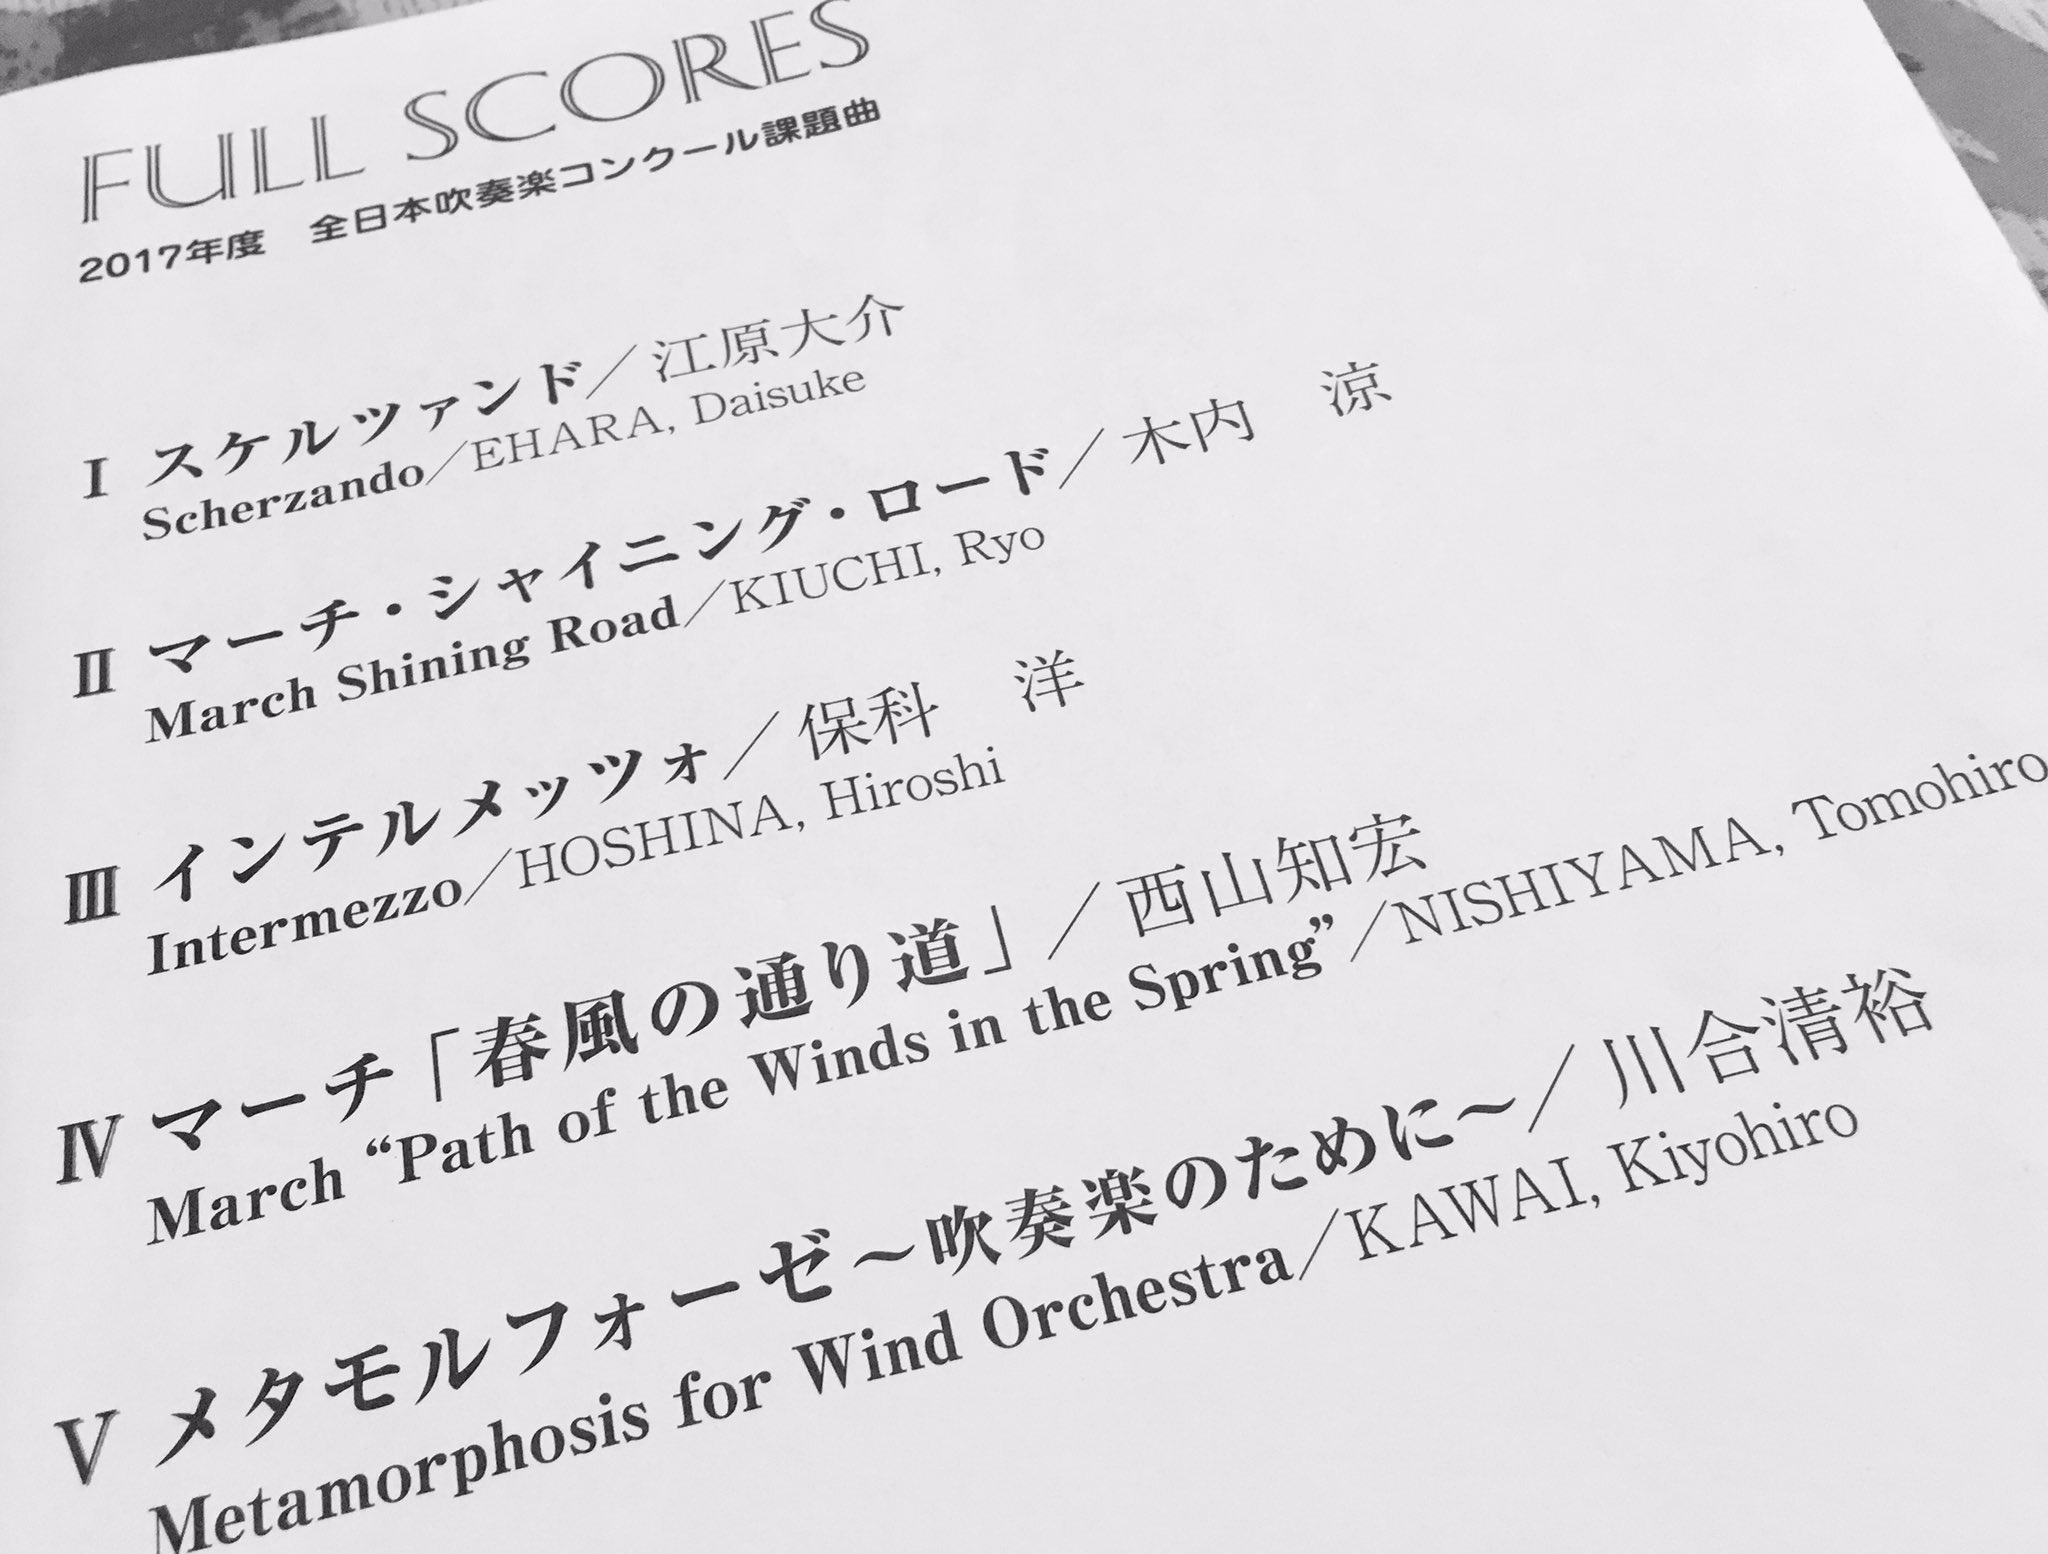 FULL SCORES
2017年度　全日本吹奏楽コンクール課題曲
Ⅰ スケルツァンド／江原大介
Scherzando／EHARA, Daisuke
Ⅱ マーチ・シャイニング・ロード／木内　涼
March Shining Road／KIUCHI, Ryo
Ⅲ インテルメッツォ／保科　洋
Intermezzo／HOSHINA, Hiroshi
Ⅳ マーチ「春風の通り道」／西山知宏
March “Path of the Winds in the Spring”／NISHIYAMA, Tomohiro
Ⅴ メタモルフォーゼ～吹奏楽のために～／川合清裕
Metamorphosis for Wind Orchestra／KAWAI, Kiyohiro